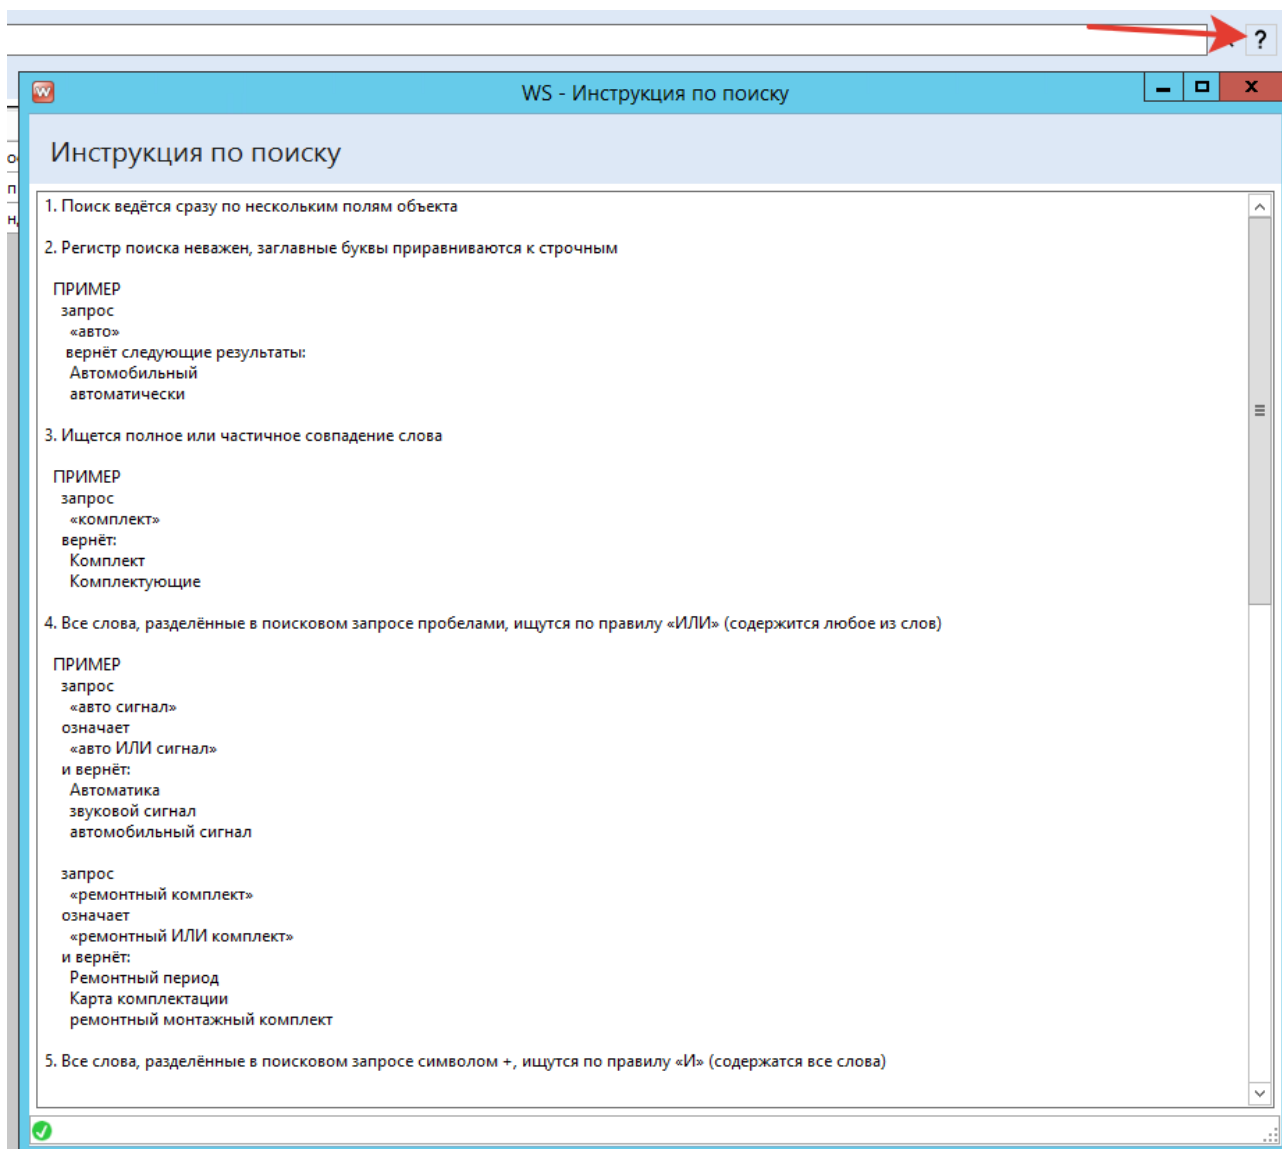 ?
WS - Инструкция по поиску
Инструкция по поиску
1. Поиск ведётся сразу по нескольким полям объекта
2. Регистр поиска неважен, заглавные буквы приравниваются к строчным
ПРИМЕР
запрос
«авто»
вернёт следующие результаты:
Автомобильный
автоматически
3. Ищется полное или частичное совпадение слова
ПРИМЕР
запрос
«комплект»
вернёт:
Комплект
Комплектующие
4. Все слова, разделённые в поисковом запросе пробелами, ищутся по правилу «ИЛИ» (содержится любое из слов)
ПРИМЕР
запрос
«авто сигнал»
означает
«авто ИЛИ сигнал»
и вернёт:
Автоматика
звуковой сигнал
автомобильный сигнал
запрос
«ремонтный комплект»
означает
«ремонтный ИЛИ комплект»
и вернёт:
Ремонтный период
Карта комплектации
ремонтный монтажный комплект
5. Все слова, разделённые в поисковом запросе символом +, ищутся по правилу «И» (содержатся все слова)